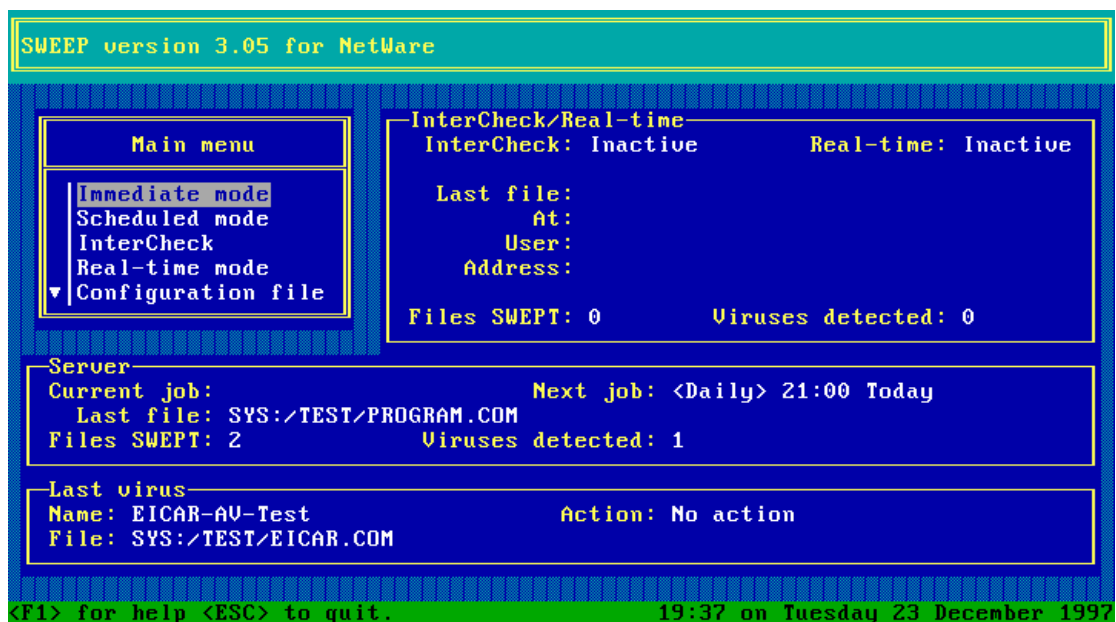 SWEEP version 3.05 for NetWare
Main menu
Immediate mode
Scheduled mode
InterCheck
Real-time mode
▼ Configuration file
InterCheck/Real-time
InterCheck: Inactive Real-time: Inactive
Last file:
At:
User:
Address:
Files SWEPT: 0 Viruses detected: 0
Server
Current job: Next job: <Daily> 21:00 Today
Last file: SYS:/TEST/PROGRAM.COM
Files SWEPT: 2 Viruses detected: 1
Last virus
Name: EICAR-AV-Test Action: No action
File: SYS:/TEST/EICAR.COM
<F1> for help <ESC> to quit. 19:37 on Tuesday 23 December 1997